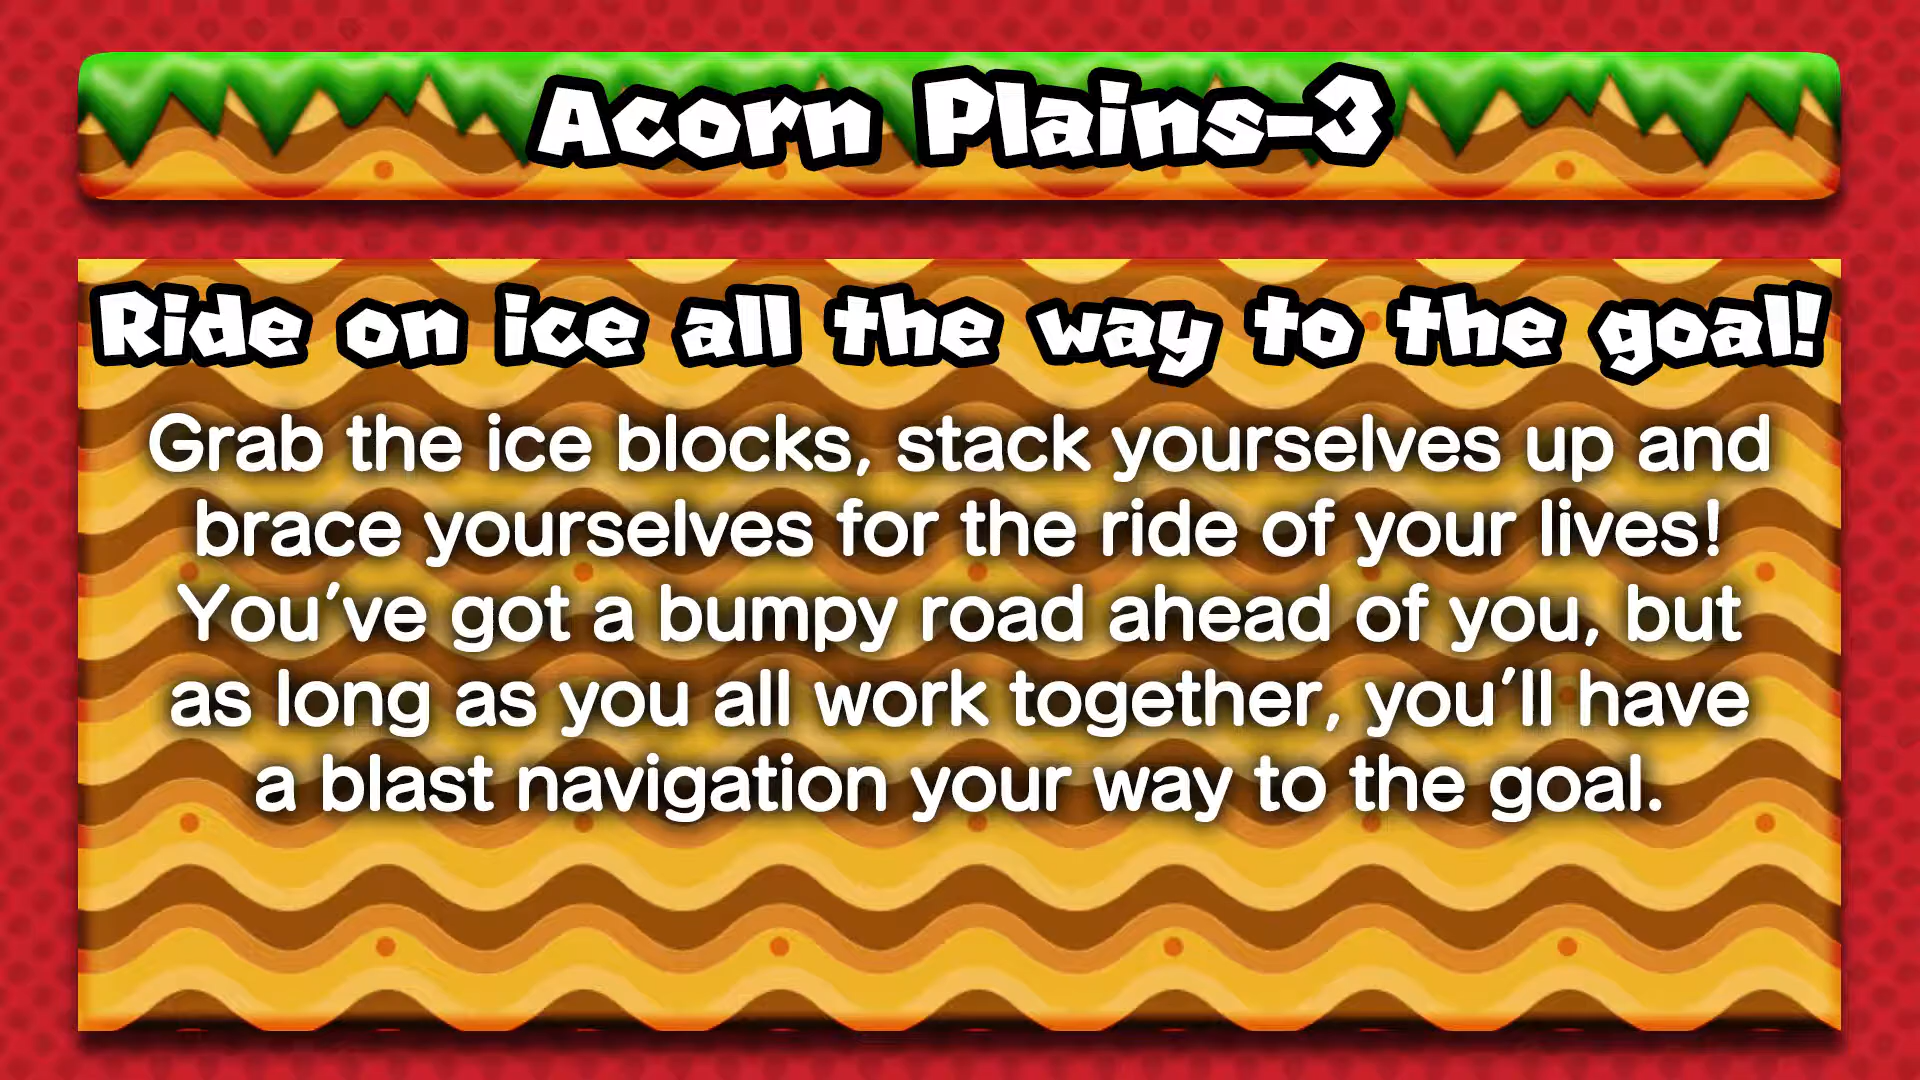 Acorn Plains-3
Ride on ice all the way to the goal!
Grab the ice blocks, stack yourselves up and
brace yourselves for the ride of your lives!
You've got a bumpy road ahead of you, but
as long as you all work together, you'll have
a blast navigation your way to the goal.